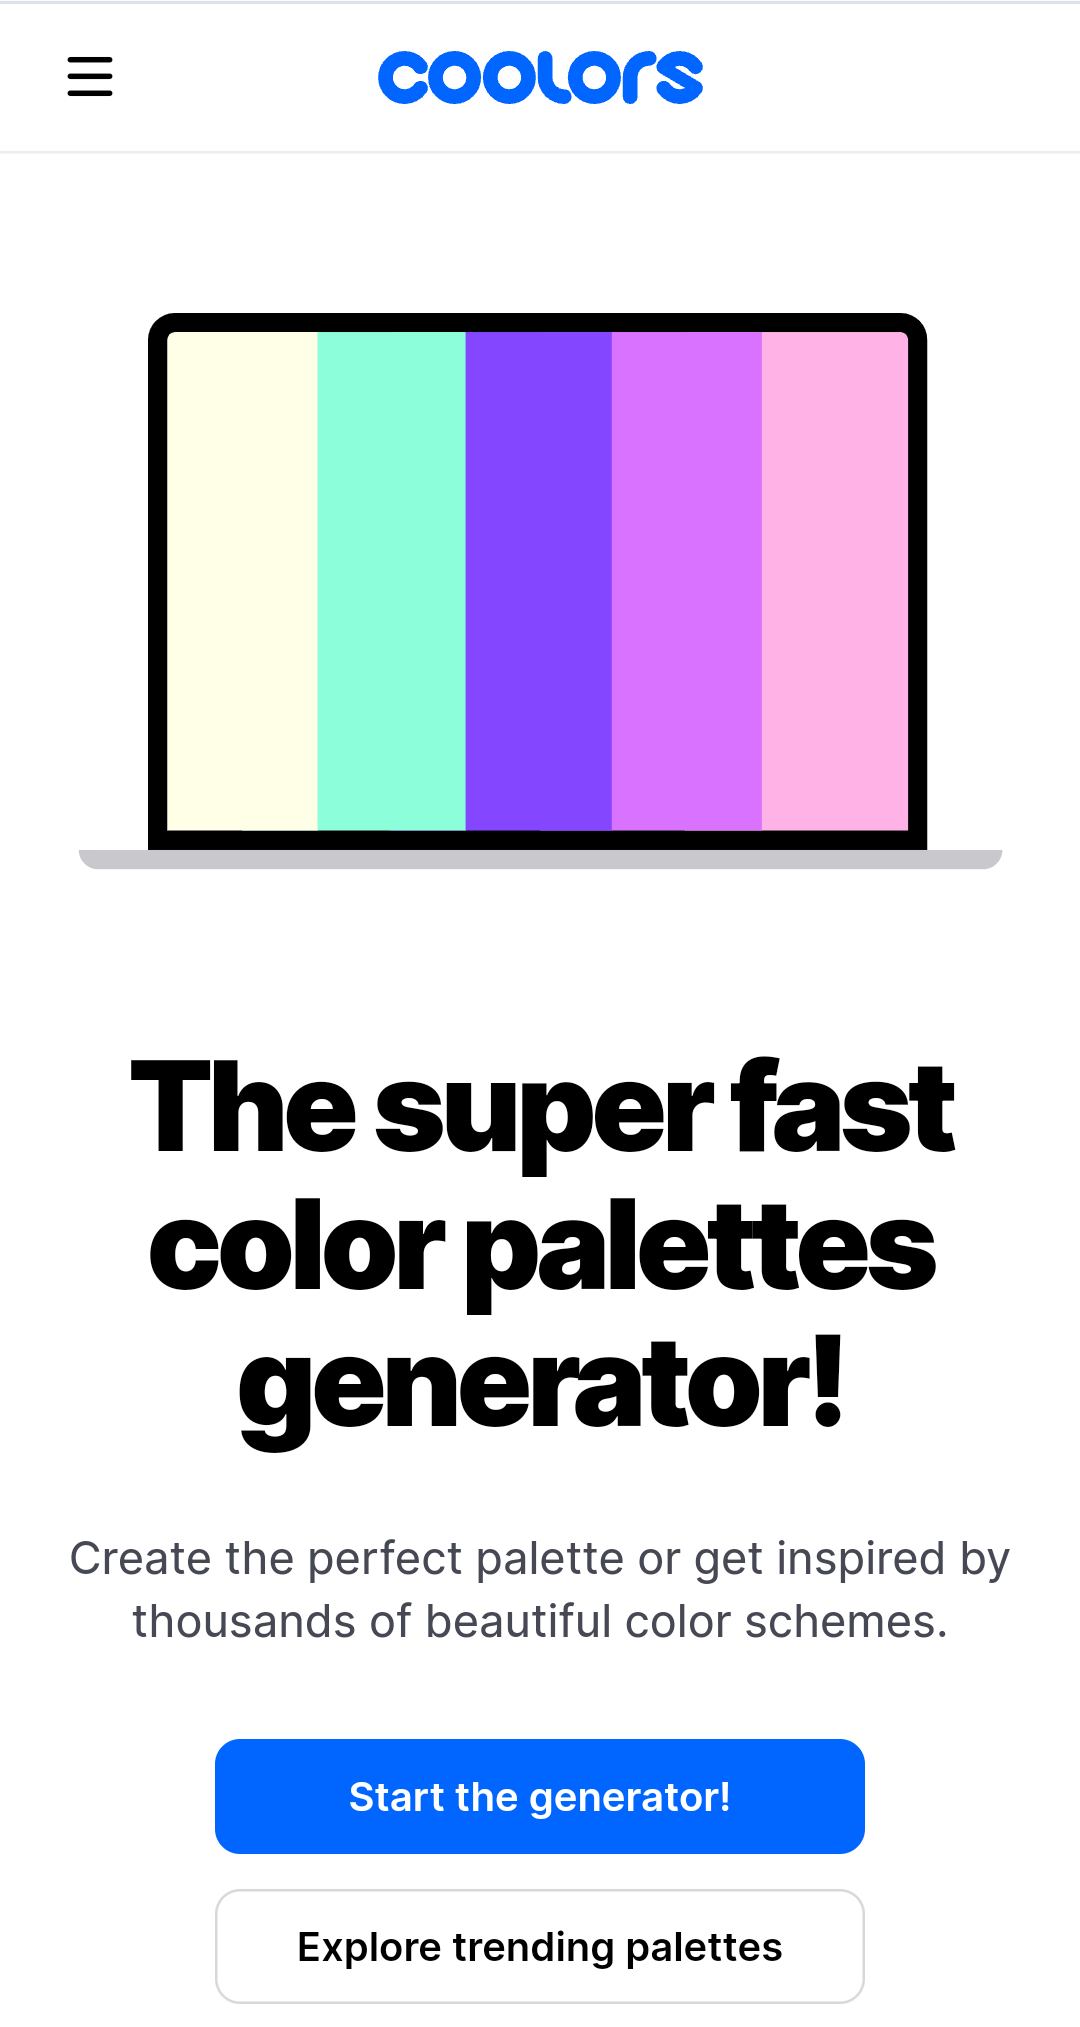 coolors
The super fast
color palettes
generator!
Create the perfect palette or get inspired by
thousands of beautiful color schemes.
Start the generator!
Explore trending palettes